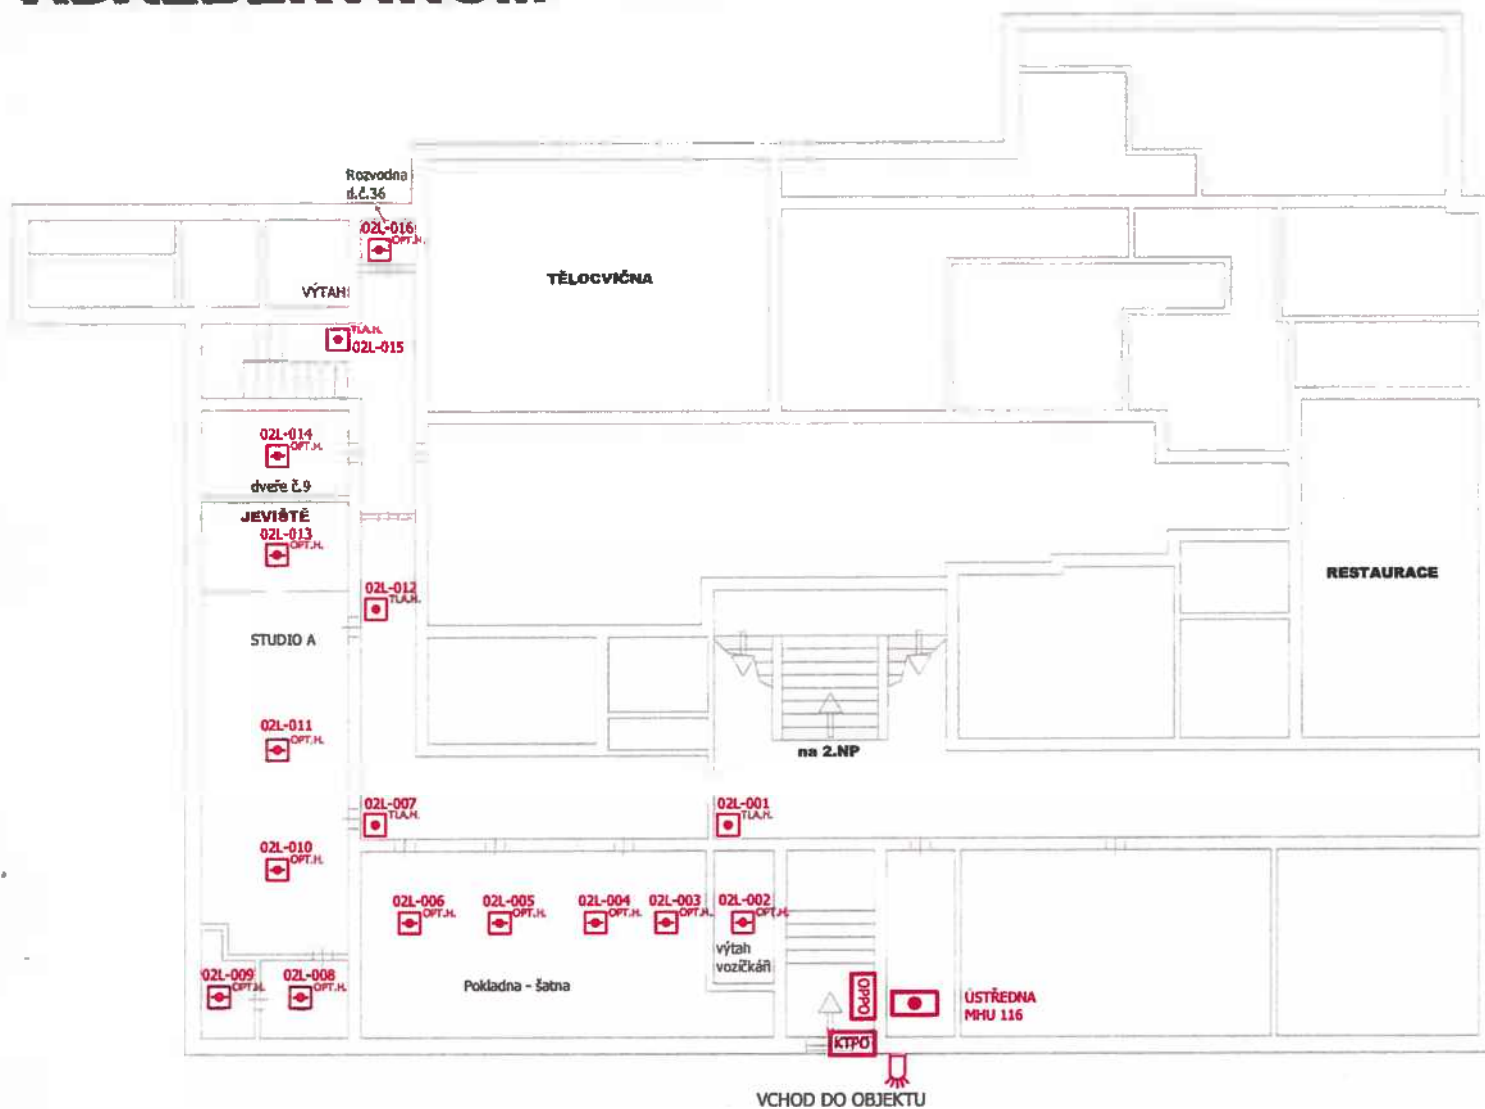 Rozvodna
d.č.36
02L-016
OPT.H.
TĚLOCVIČNA
VÝTAH
TLA.H.
02L-015
02L-014
OPT.H.
dveře č.9
JEVIŠTĚ
02L-013
OPT.H.
RESTAURACE
02L-012
TLA.H.
STUDIO A
02L-011
OPT.H.
na 2.NP
02L-007
TLA.H.
02L-001
TLA.H.
02L-010
OPT.H.
02L-006
OPT.H.
02L-005
OPT.H.
02L-004
OPT.H.
02L-003
OPT.H.
02L-002
OPT.H.
výtah
vozíčkáři
02L-009
OPT.H.
02L-008
OPT.H.
Pokladna - šatna
OPPO
ÚSTŘEDNA
MHU 116
KTPO
VCHOD DO OBJEKTU